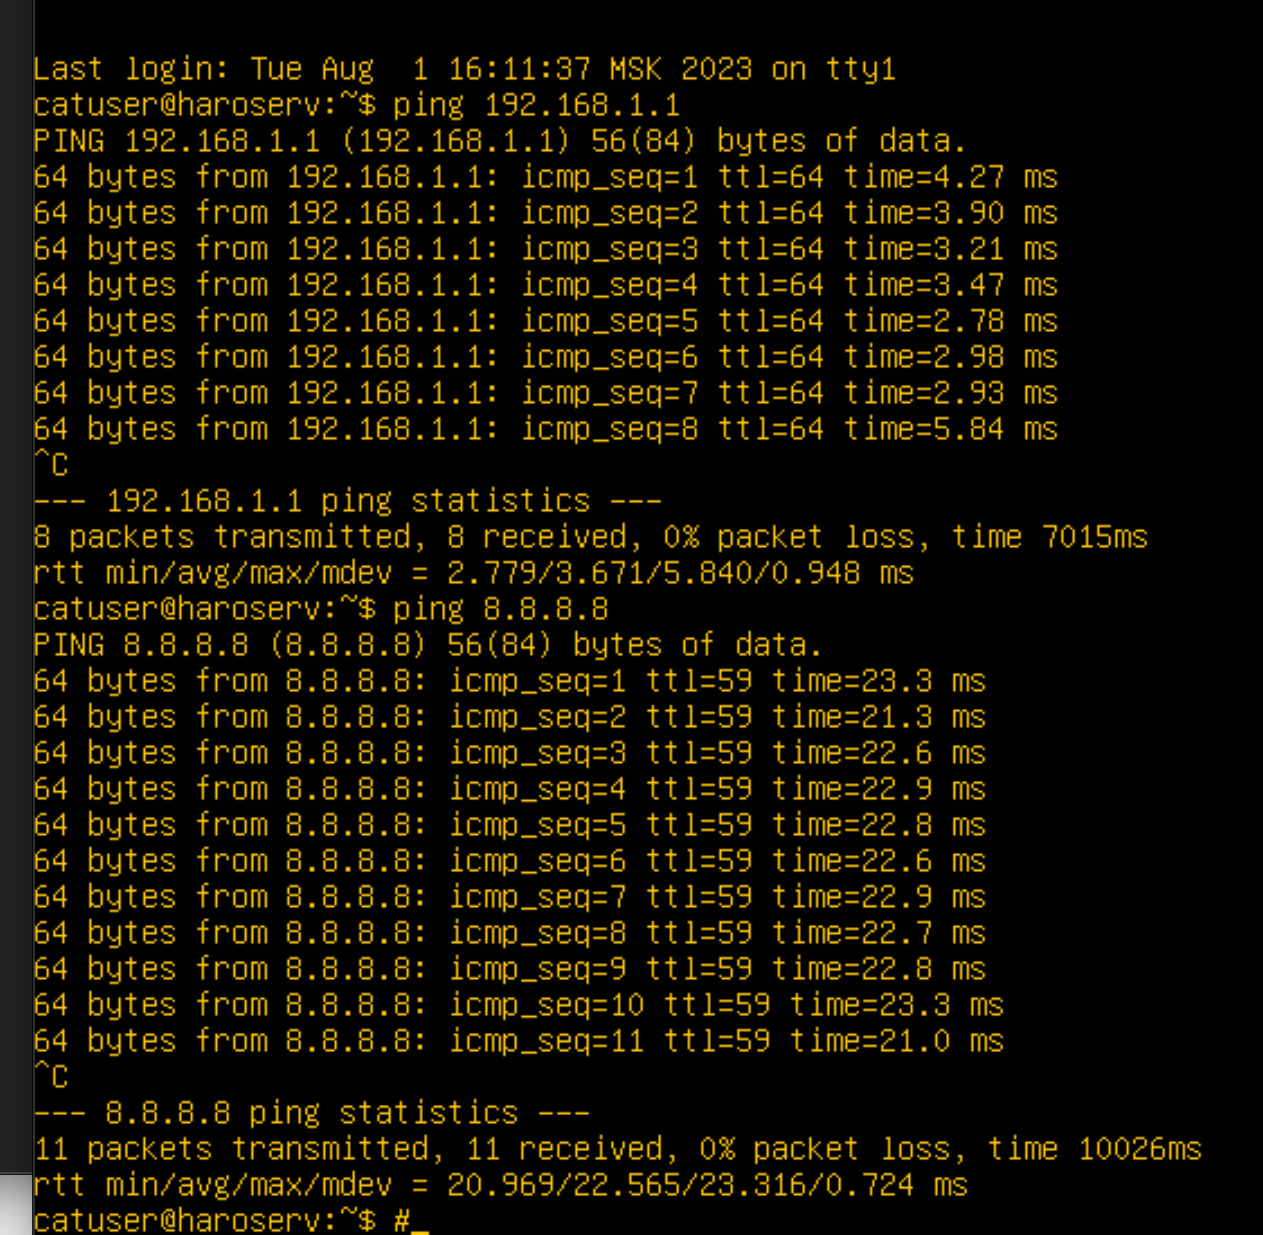 Last login: Tue Aug  1 16:11:37 MSK 2023 on tty1
catuser@haroserv:~$ ping 192.168.1.1
PING 192.168.1.1 (192.168.1.1) 56(84) bytes of data.
64 bytes from 192.168.1.1: icmp_seq=1 ttl=64 time=4.27 ms
64 bytes from 192.168.1.1: icmp_seq=2 ttl=64 time=3.90 ms
64 bytes from 192.168.1.1: icmp_seq=3 ttl=64 time=3.21 ms
64 bytes from 192.168.1.1: icmp_seq=4 ttl=64 time=3.47 ms
64 bytes from 192.168.1.1: icmp_seq=5 ttl=64 time=2.78 ms
64 bytes from 192.168.1.1: icmp_seq=6 ttl=64 time=2.98 ms
64 bytes from 192.168.1.1: icmp_seq=7 ttl=64 time=2.93 ms
64 bytes from 192.168.1.1: icmp_seq=8 ttl=64 time=5.84 ms
^C
--- 192.168.1.1 ping statistics ---
8 packets transmitted, 8 received, 0% packet loss, time 7015ms
rtt min/avg/max/mdev = 2.779/3.671/5.840/0.948 ms
catuser@haroserv:~$ ping 8.8.8.8
PING 8.8.8.8 (8.8.8.8) 56(84) bytes of data.
64 bytes from 8.8.8.8: icmp_seq=1 ttl=59 time=23.3 ms
64 bytes from 8.8.8.8: icmp_seq=2 ttl=59 time=21.3 ms
64 bytes from 8.8.8.8: icmp_seq=3 ttl=59 time=22.6 ms
64 bytes from 8.8.8.8: icmp_seq=4 ttl=59 time=22.9 ms
64 bytes from 8.8.8.8: icmp_seq=5 ttl=59 time=22.8 ms
64 bytes from 8.8.8.8: icmp_seq=6 ttl=59 time=22.6 ms
64 bytes from 8.8.8.8: icmp_seq=7 ttl=59 time=22.9 ms
64 bytes from 8.8.8.8: icmp_seq=8 ttl=59 time=22.7 ms
64 bytes from 8.8.8.8: icmp_seq=9 ttl=59 time=22.8 ms
64 bytes from 8.8.8.8: icmp_seq=10 ttl=59 time=23.3 ms
64 bytes from 8.8.8.8: icmp_seq=11 ttl=59 time=21.0 ms
^C
--- 8.8.8.8 ping statistics ---
11 packets transmitted, 11 received, 0% packet loss, time 10026ms
rtt min/avg/max/mdev = 20.969/22.565/23.316/0.724 ms
catuser@haroserv:~$ #_